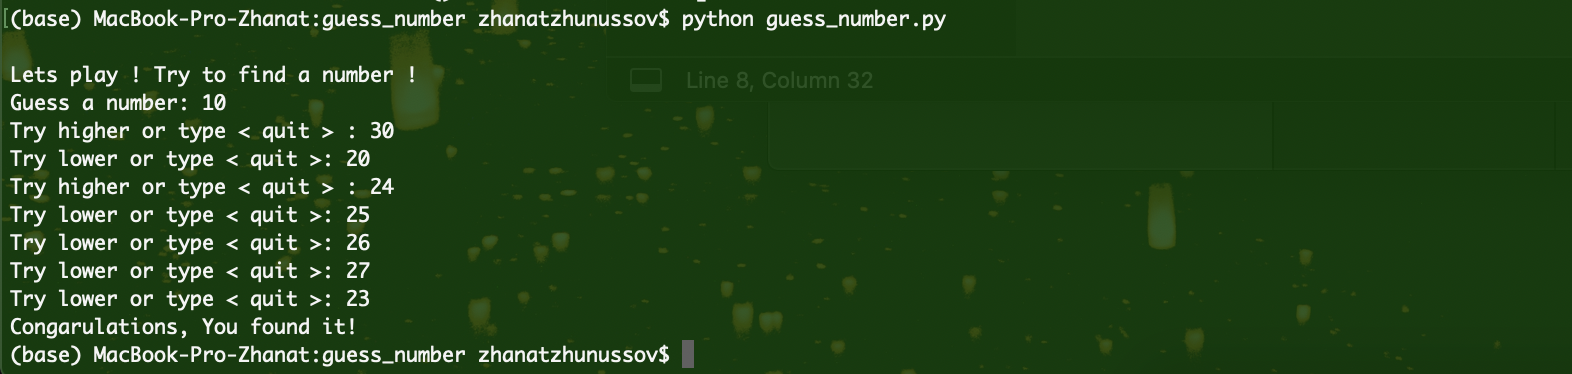 (base) MacBook-Pro-Zhanat:guess_number zhanatzhunussov$ python guess_number.py
Lets play ! Try to find a number !
Line 8, Column 32
Guess a number: 10
Try higher or type < quit > : 30
Try lower or type < quit >: 20
Try higher or type < quit > : 24
Try lower or type < quit >: 25
Try lower or type < quit >: 26
Try lower or type < quit >: 27
Try lower or type < quit >: 23
Congarulations, You found it!
(base) MacBook-Pro-Zhanat:guess_number zhanatzhunussov$